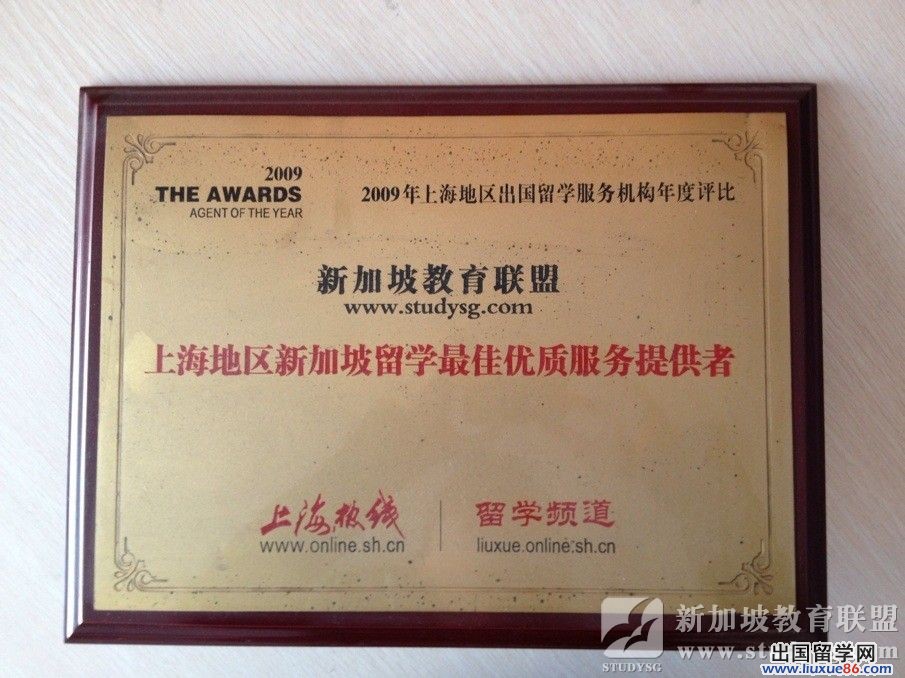 2009
THE AWARDS
AGENT OF THE YEAR
2009年上海地区出国留学服务机构年度评比
新加坡教育联盟
www.studysg.com
上海地区新加坡留学最佳优质服务提供者
上海热线
www.online.sh.cn
留学频道
liuxue.online.sh.cn
新加坡教育联盟
STUDYSG
出国留学网
www.liuxue86.com